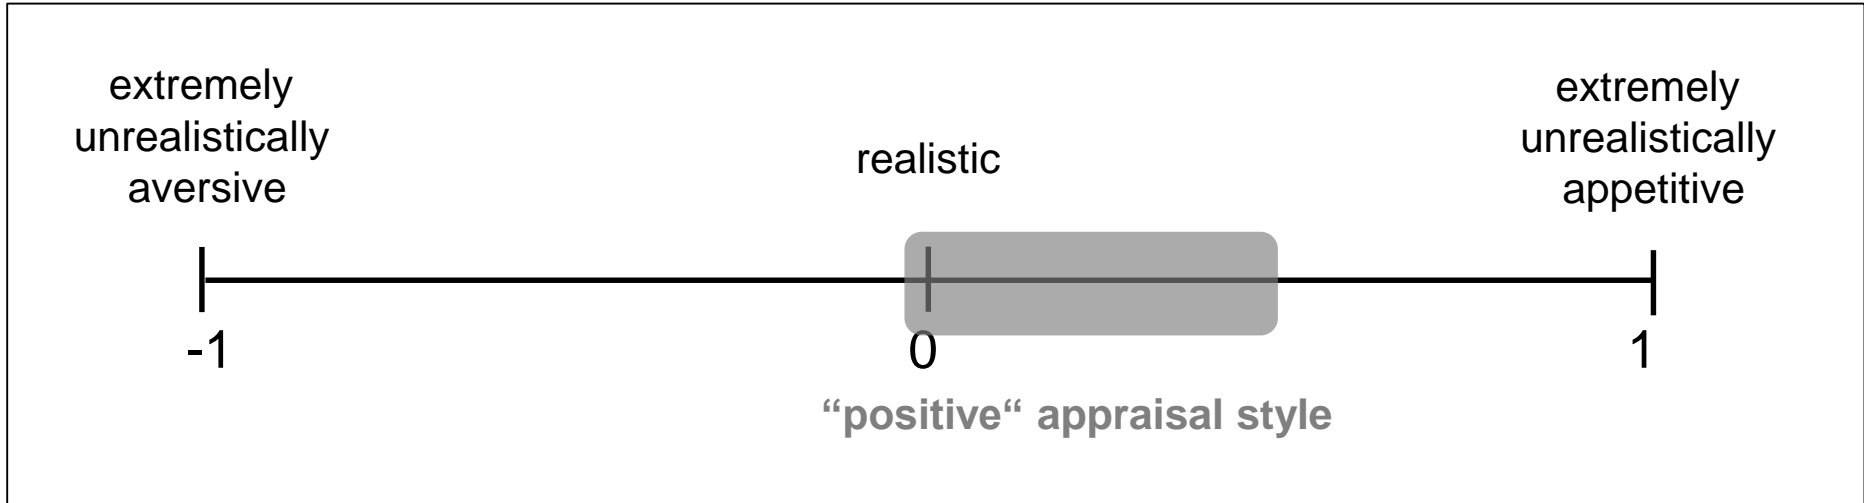 extremely
unrealistically
aversive
realistic
extremely
unrealistically
appetitive
-1
0
1
“positive“ appraisal style